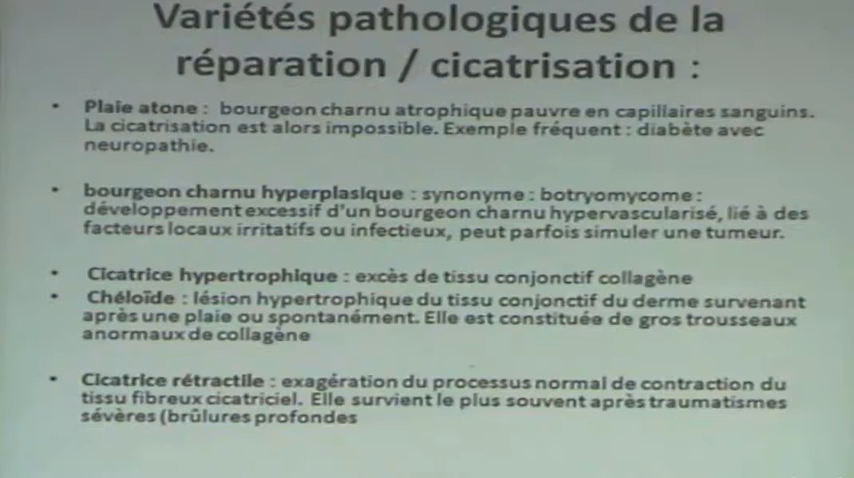 Variétés pathologiques de la
réparation / cicatrisation :
• Plaie atone : bourgeon charnu atrophique pauvre en capillaires sanguins.
La cicatrisation est alors impossible. Exemple fréquent : diabète avec
neuropathie.
• bourgeon charnu hyperplasique : synonyme : botryomycome :
développement excessif d'un bourgeon charnu hypervascularisé, lié à des
facteurs locaux irritatifs ou infectieux, peut parfois simuler une tumeur.
• Cicatrice hypertrophique : excès de tissu conjonctif collagène
• Chéloïde : lésion hypertrophique du tissu conjonctif du derme survenant
après une plaie ou spontanément. Elle est constituée de gros trousseaux
anormaux de collagène
• Cicatrice rétractile : exagération du processus normal de contraction du
tissu fibreux cicatriciel. Elle survient le plus souvent après traumatismes
sévères (brûlures profondes